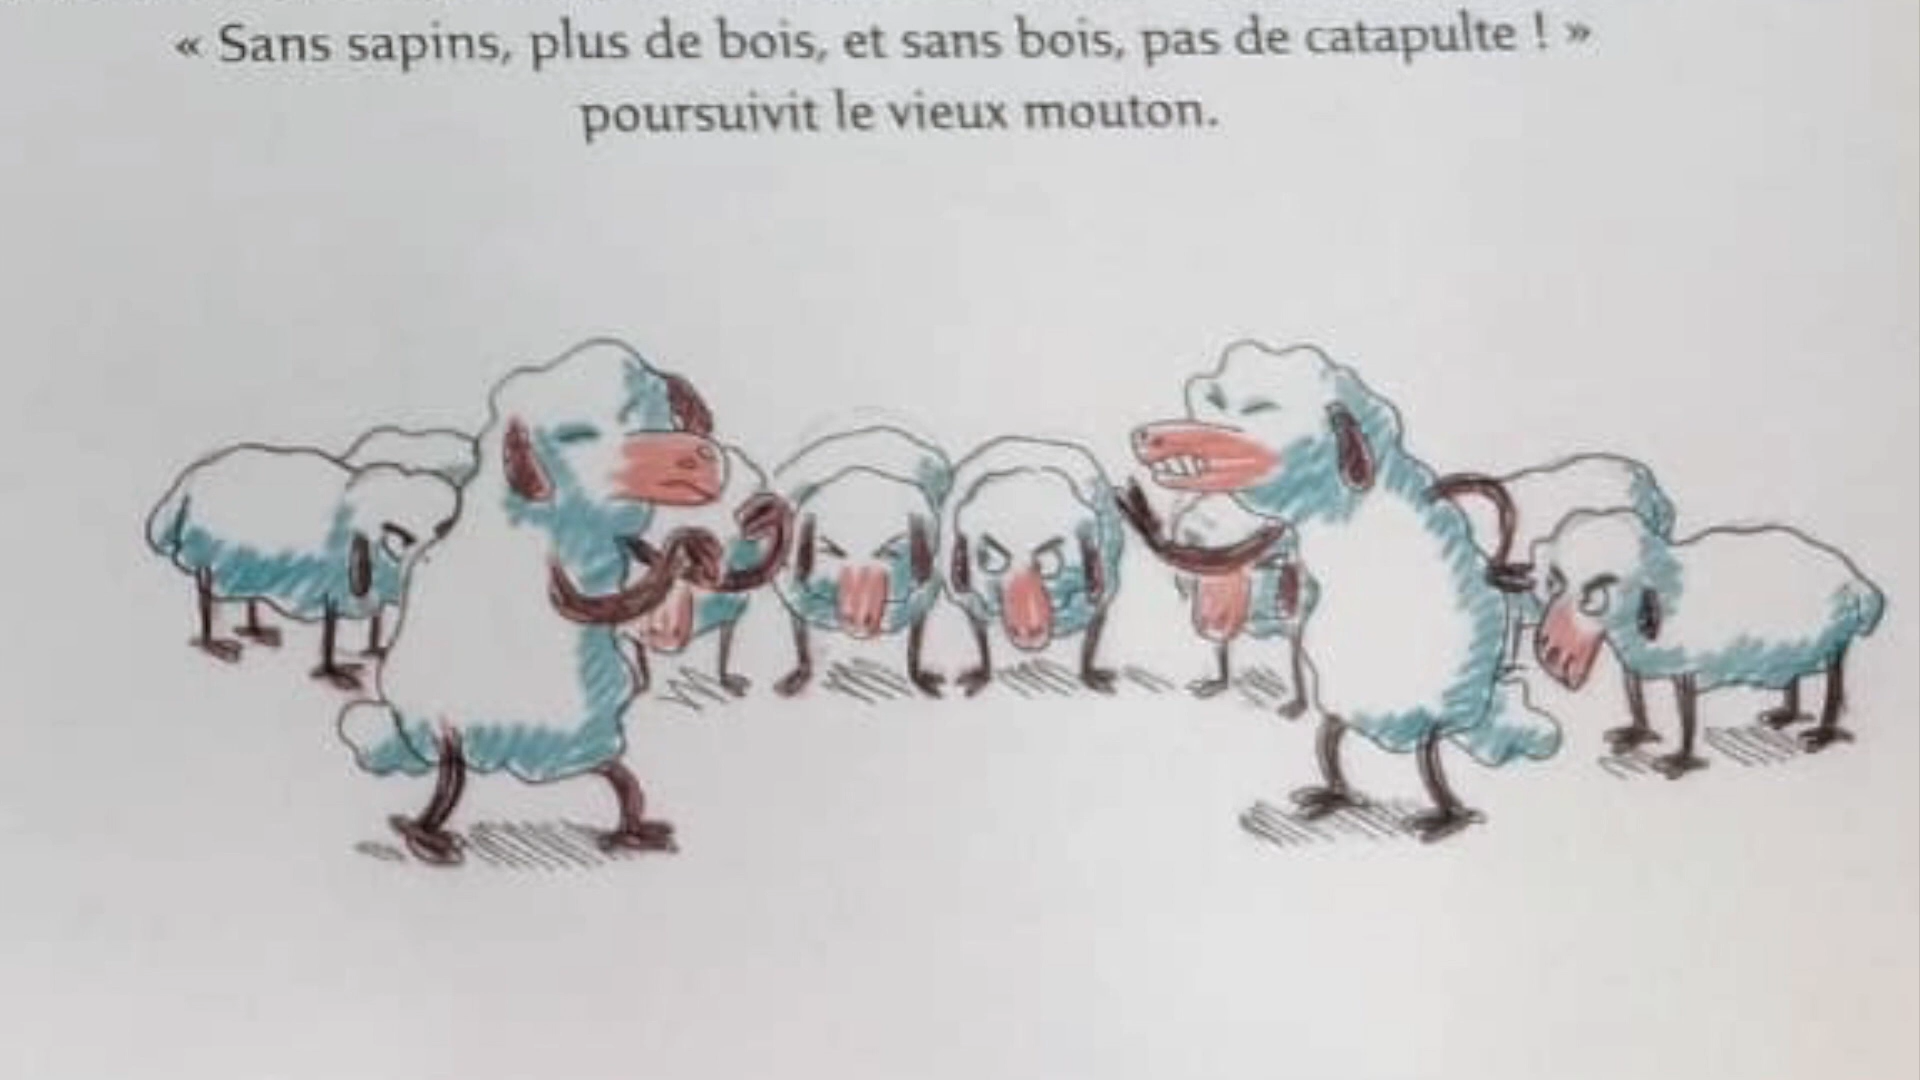 « Sans sapins, plus de bois, et sans bois, pas de catapulte ! »
poursuivit le vieux mouton.